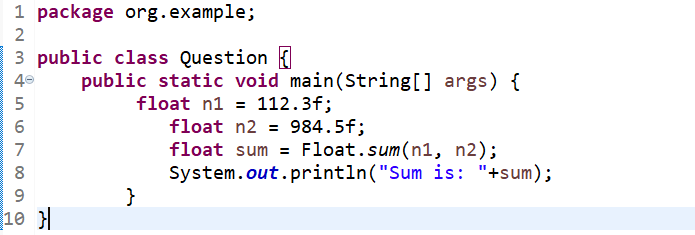 1 package org.example;
2
3 public class Question {
4 public static void main(String[] args) {
5 float n1 = 112.3f;
6 float n2 = 984.5f;
7 float sum = Float.sum(n1, n2);
8 System.out.println("Sum is: "+sum);
9 }
10 }